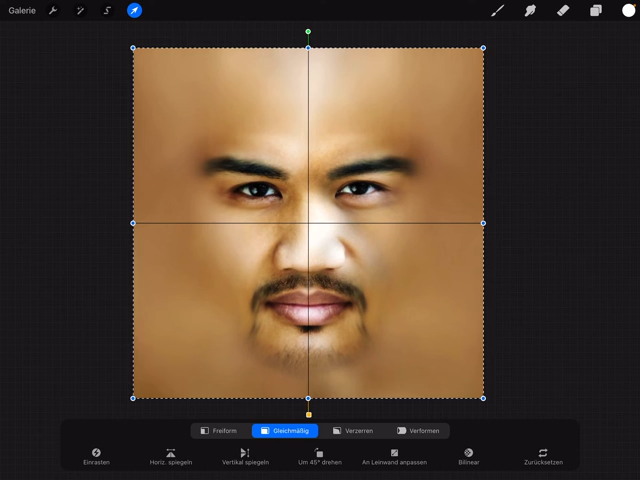 Galerie
Freiform Gleichmäßig Verzerren Verformen
Einrasten Horiz. spiegeln Vertikal spiegeln Um 45° drehen An Leinwand anpassen Bilinear Zurücksetzen